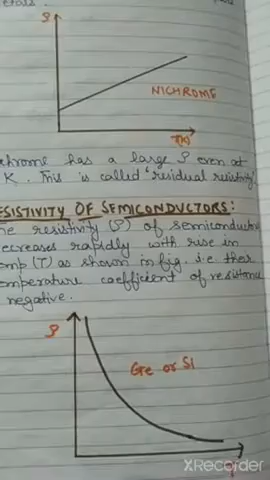 ρ
NICHROME
T(K)
chrome has a large ρ even at
K. This is called 'residual resistivity'
ESISTIVITY OF SEMICONDUCTORS:
he resistivity (ρ) of semiconducto
ecreases rapidly with rise in
emp (T) as shown in fig. i.e. ther
emperature coefficient of resistance
negative.
ρ
Ge or Si
XRecorder